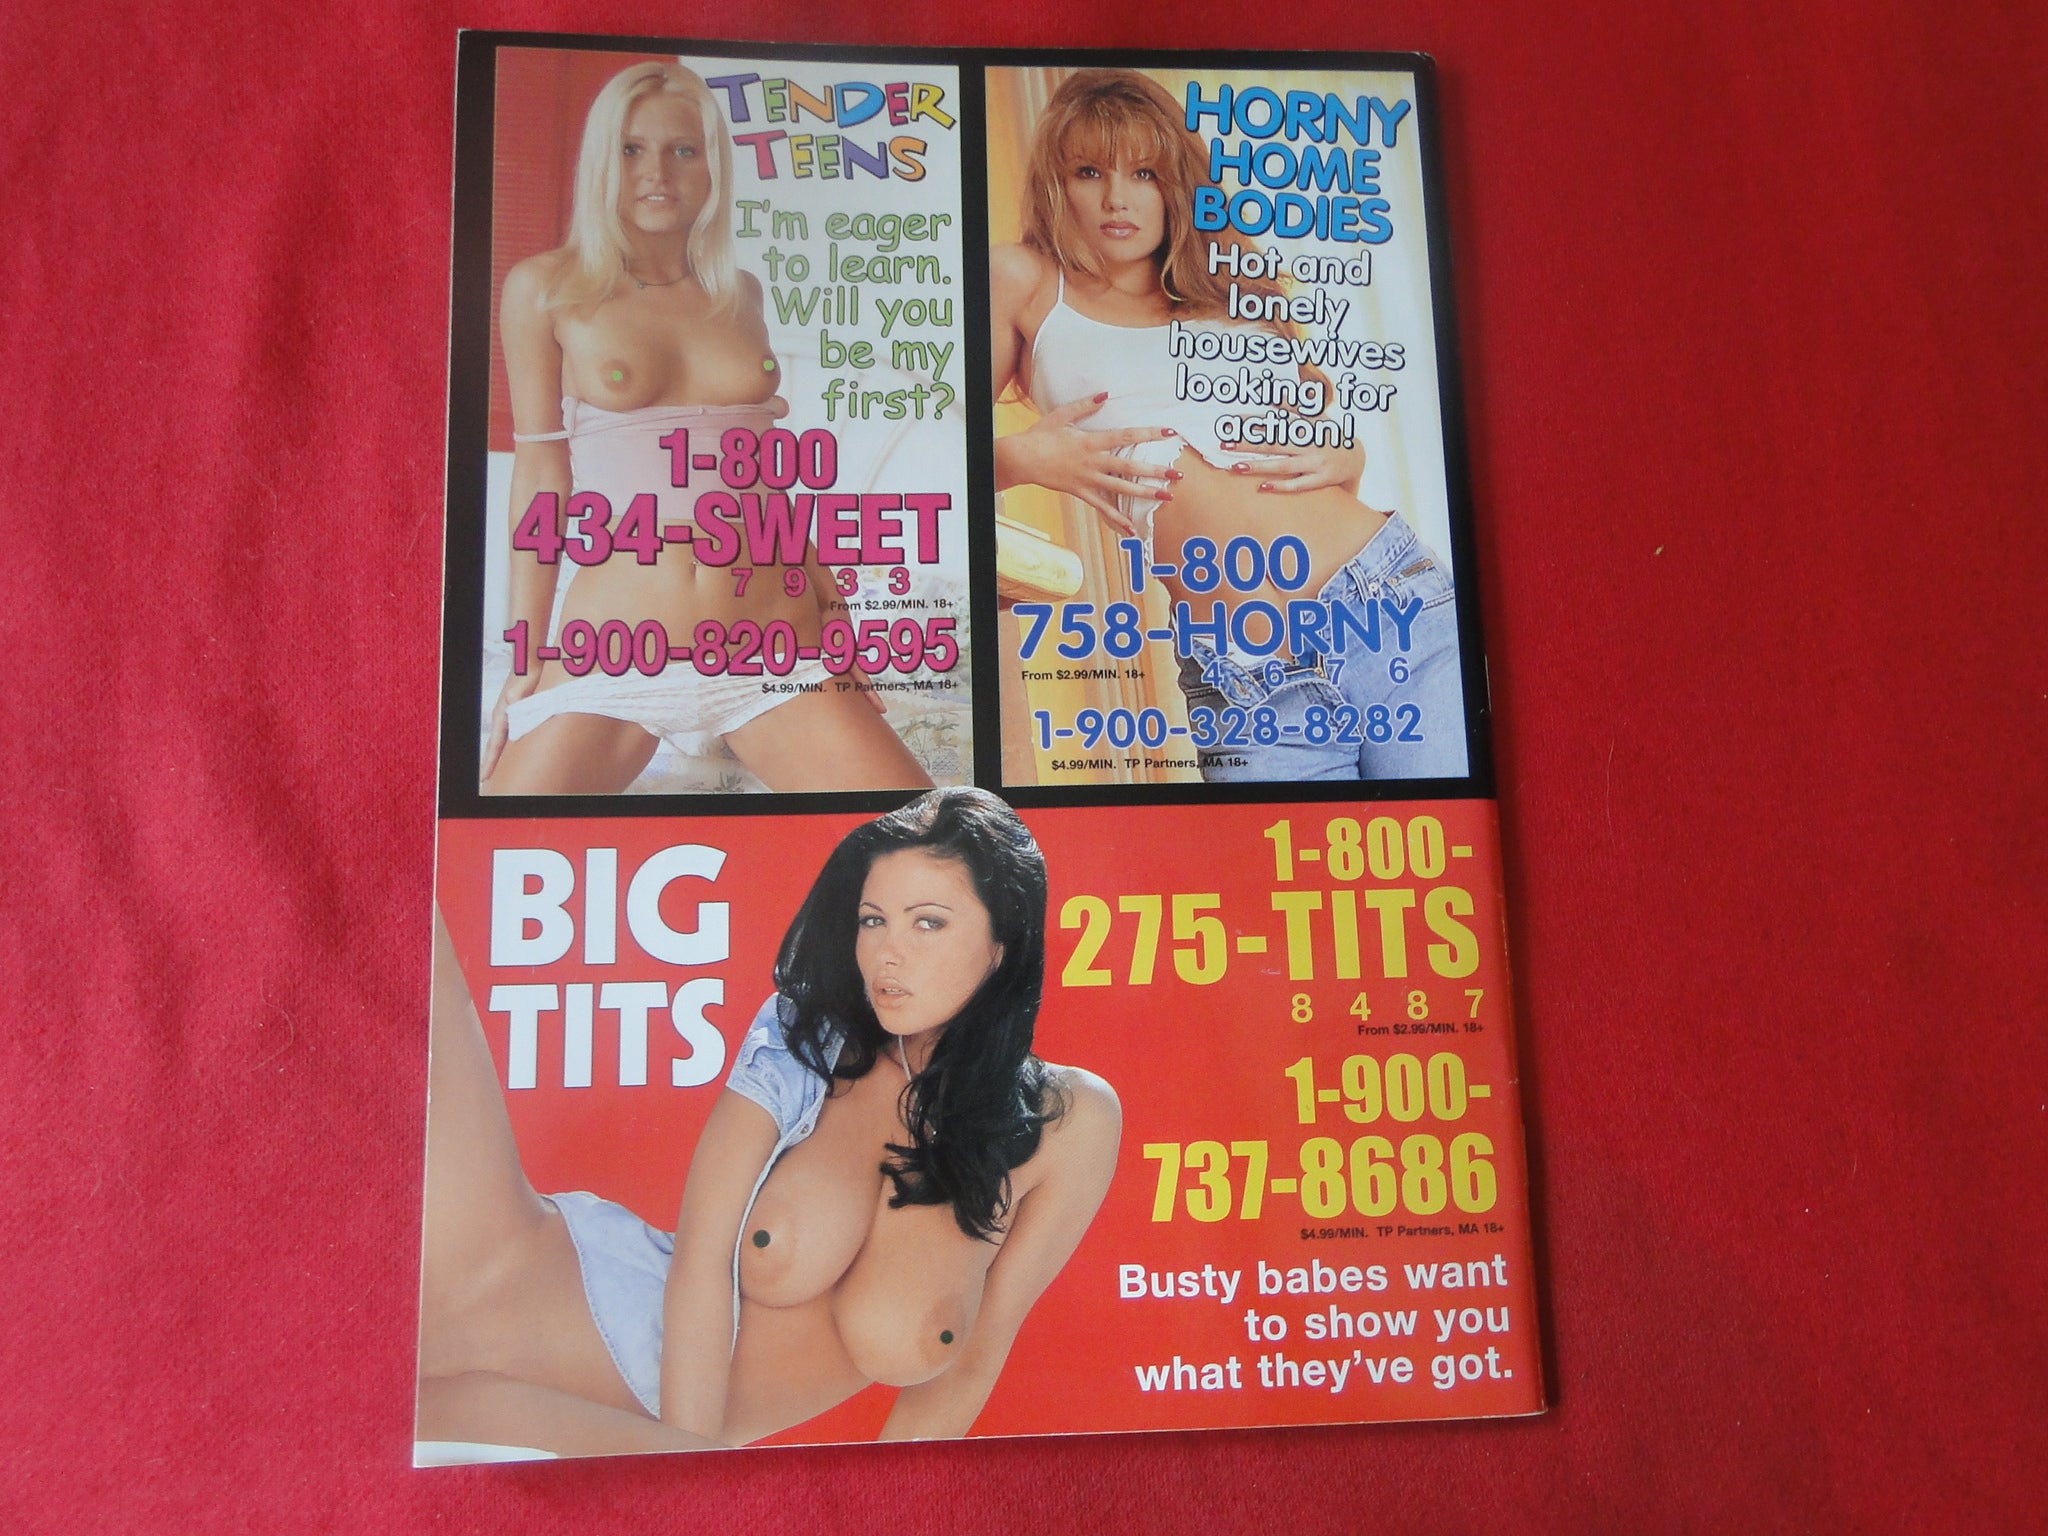 TENDER
TEENS
I'm eager
to learn.
Will you
be my
first?
1-800
434-SWEET
7 9 3 3
From $2.99/MIN. 18+
1-900-820-9595
$4.99/MIN. TP Partners, MA 18+
HORNY
HOME
BODIES
Hot and
lonely
housewives
looking for
action!
1-800
758-HORNY
4 6 7 6
From $2.99/MIN. 18+
1-900-328-8282
$4.99/MIN. TP Partners, MA 18+
BIG
TITS
1-800-
275-TITS
8 4 8 7
From $2.99/MIN. 18+
1-900-
737-8686
$4.99/MIN. TP Partners, MA 18+
Busty babes want
to show you
what they've got.